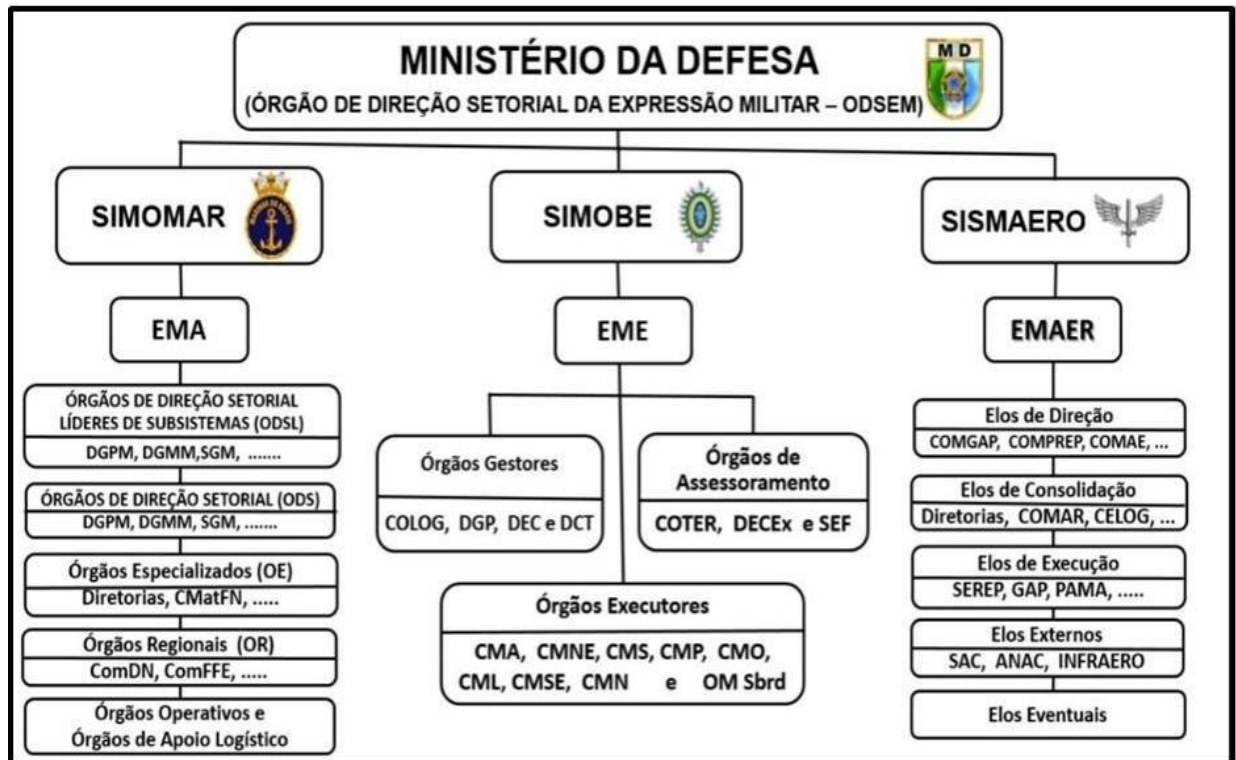 MINISTÉRIO DA DEFESA
(ÓRGÃO DE DIREÇÃO SETORIAL DA EXPRESSÃO MILITAR – ODSEM)
M D
SIMOMAR
SIMOBE
SISMAERO
EMA
ÓRGÃOS DE DIREÇÃO SETORIAL
LÍDERES DE SUBSISTEMAS (ODSL)
DGPM, DGMM,SGM, .......
ÓRGÃOS DE DIREÇÃO SETORIAL (ODS)
DGPM, DGMM, SGM, .......
Órgãos Especializados (OE)
Diretorias, CMatFN, .....
Órgãos Regionais (OR)
ComDN, ComFFE, .....
Órgãos Operativos e
Órgãos de Apoio Logístico
EME
Órgãos Gestores
COLOG, DGP, DEC e DCT
Órgãos de
Assessoramento
COTER, DECEx e SEF
Órgãos Executores
CMA, CMNE, CMS, CMP, CMO,
CML, CMSE, CMN e OM Sbrd
EMAER
Elos de Direção
COMGAP, COMPREP, COMAE, ...
Elos de Consolidação
Diretorias, COMAR, CELOG, ...
Elos de Execução
SEREP, GAP, PAMA, .....
Elos Externos
SAC, ANAC, INFRAERO
Elos Eventuais